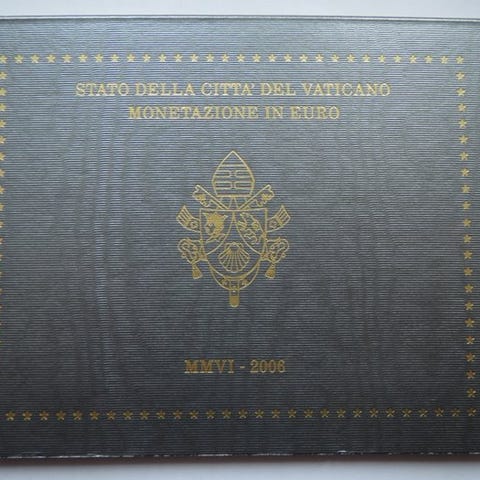 STATO DELLA CITTA' DEL VATICANO
MONETAZIONE IN EURO
MMVI - 2006